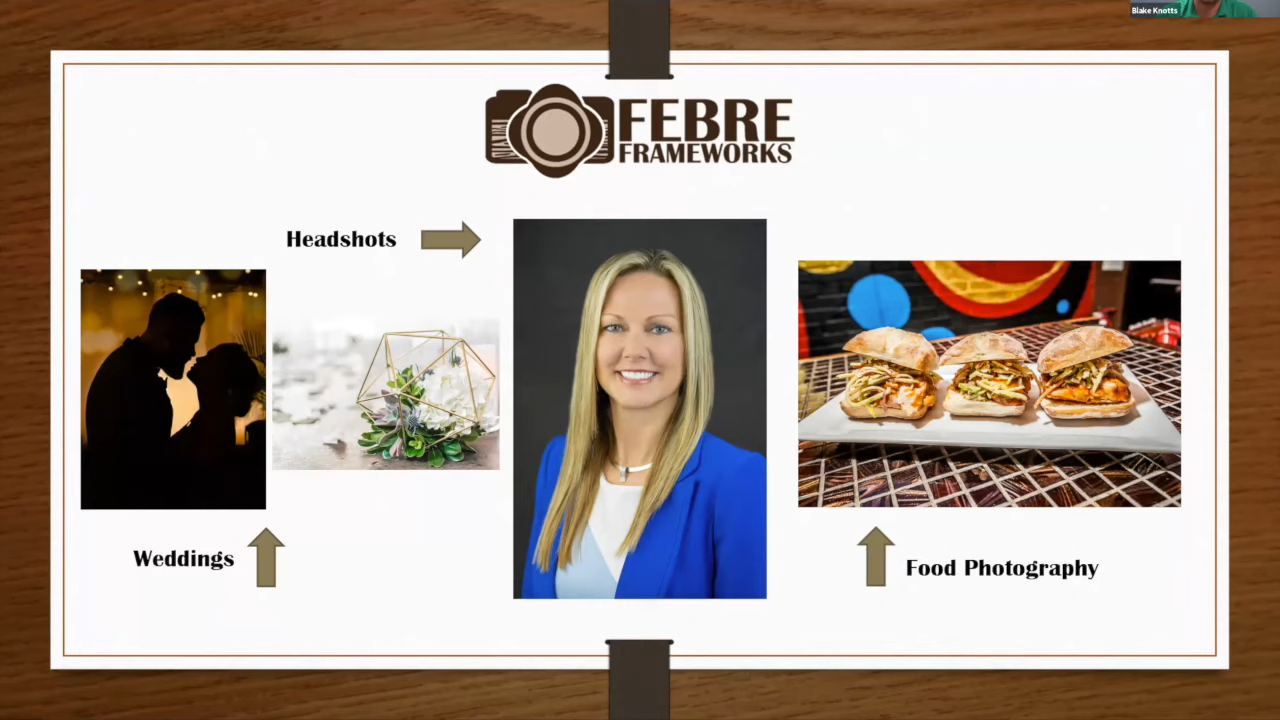 Blake Knotts
FEBRE
FRAMEWORKS
Headshots
Weddings
Food Photography